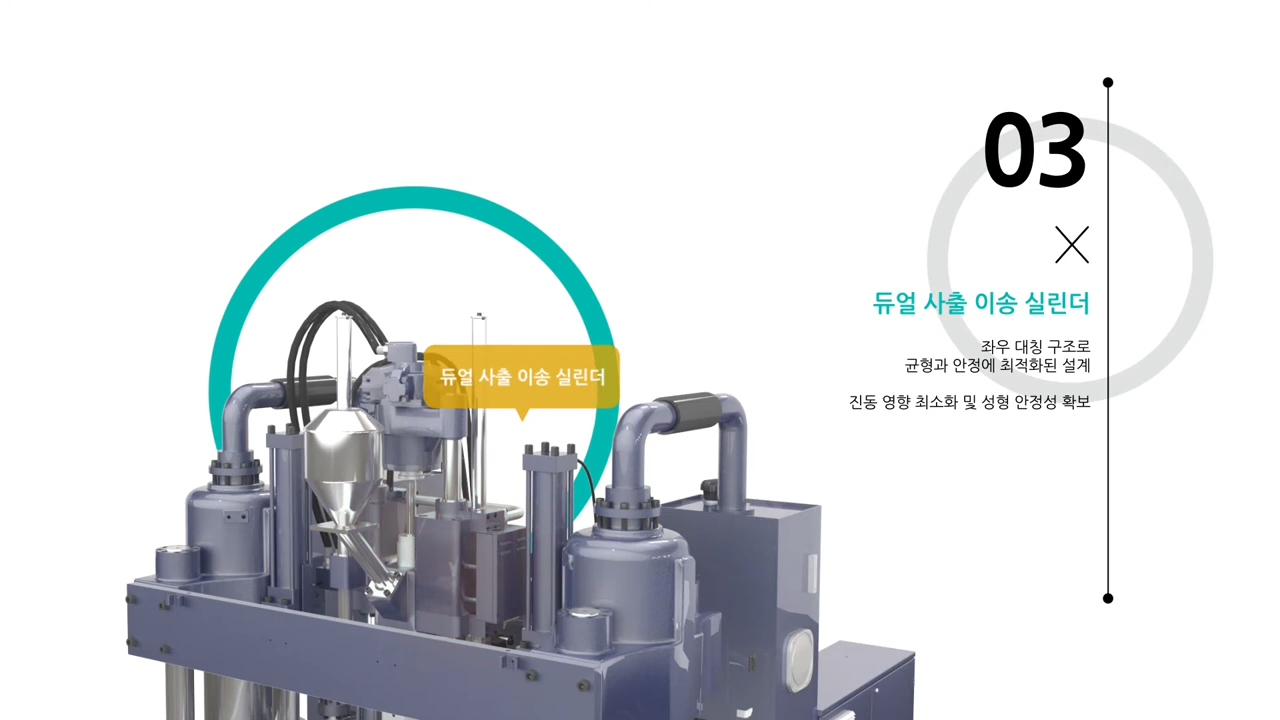 03
듀얼 사출 이송 실린더
좌우 대칭 구조로
균형과 안정에 최적화된 설계
진동 영향 최소화 및 성형 안정성 확보
듀얼 사출 이송 실린더